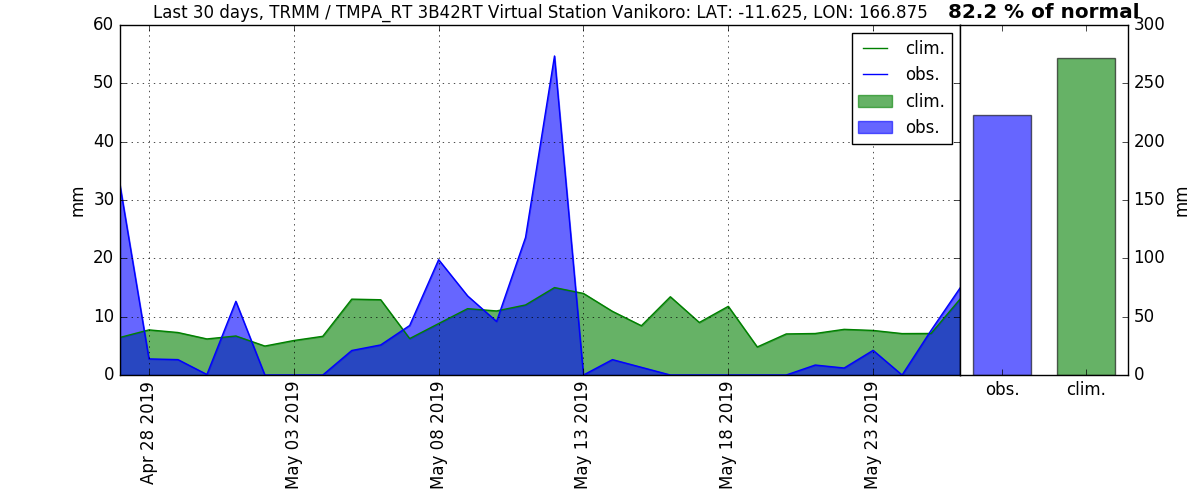 Last 30 days, TRMM / TMPA_RT 3B42RT Virtual Station Vanikoro: LAT: -11.625, LON: 166.875
82.2 % of normal
60
50
40
30
20
10
0
mm
clim.
obs.
clim.
obs.
300
250
200
150
100
50
0
mm
Apr 28 2019
May 03 2019
May 08 2019
May 13 2019
May 18 2019
May 23 2019
obs.
clim.